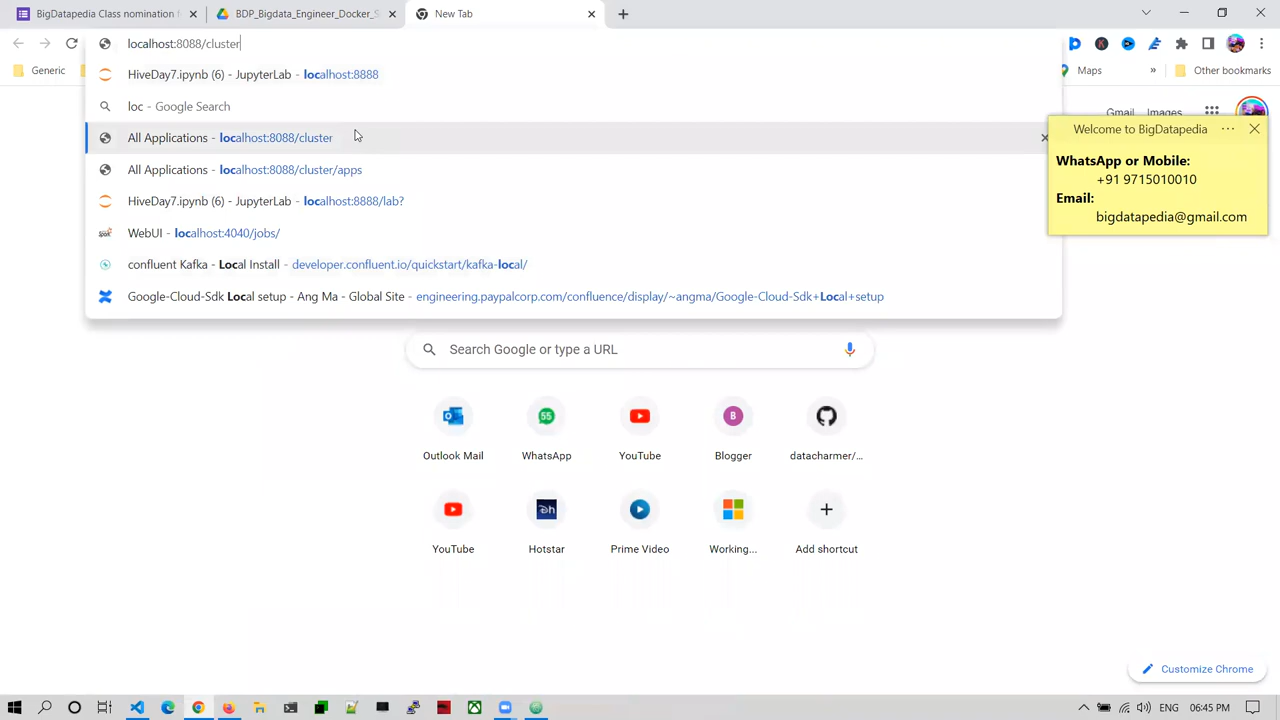 BigDatapedia Class nomination f
BDP_Bigdata_Engineer_Docker_S
New Tab
localhost:8088/cluster
Generic
Maps
»
Other bookmarks
HiveDay7.ipynb (6) - JupyterLab - localhost:8888
loc - Google Search
All Applications - localhost:8088/cluster
All Applications - localhost:8088/cluster/apps
HiveDay7.ipynb (6) - JupyterLab - localhost:8888/lab?
WebUI - localhost:4040/jobs/
confluent Kafka - Local Install - developer.confluent.io/quickstart/kafka-local/
Google-Cloud-Sdk Local setup - Ang Ma - Global Site - engineering.paypalcorp.com/confluence/display/~angma/Google-Cloud-Sdk+Local+setup
Gmail Images
Welcome to BigDatapedia
WhatsApp or Mobile:
+91 9715010010
Email:
bigdatapedia@gmail.com
Search Google or type a URL
Outlook Mail
WhatsApp
YouTube
Blogger
datacharmer/...
YouTube
Hotstar
Prime Video
Working...
Add shortcut
Customize Chrome
ENG
06:45 PM